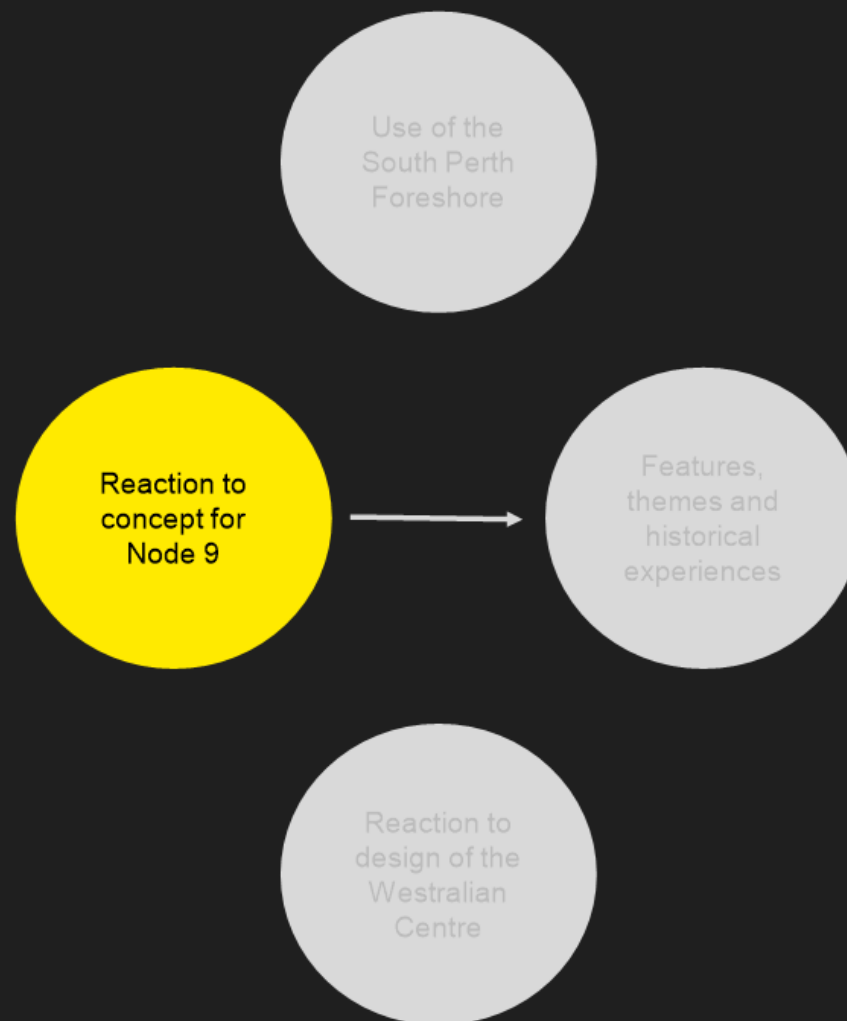 Use of the
South Perth
Foreshore
Reaction to
concept for
Node 9
Features,
themes and
historical
experiences
Reaction to
design of the
Westralian
Centre